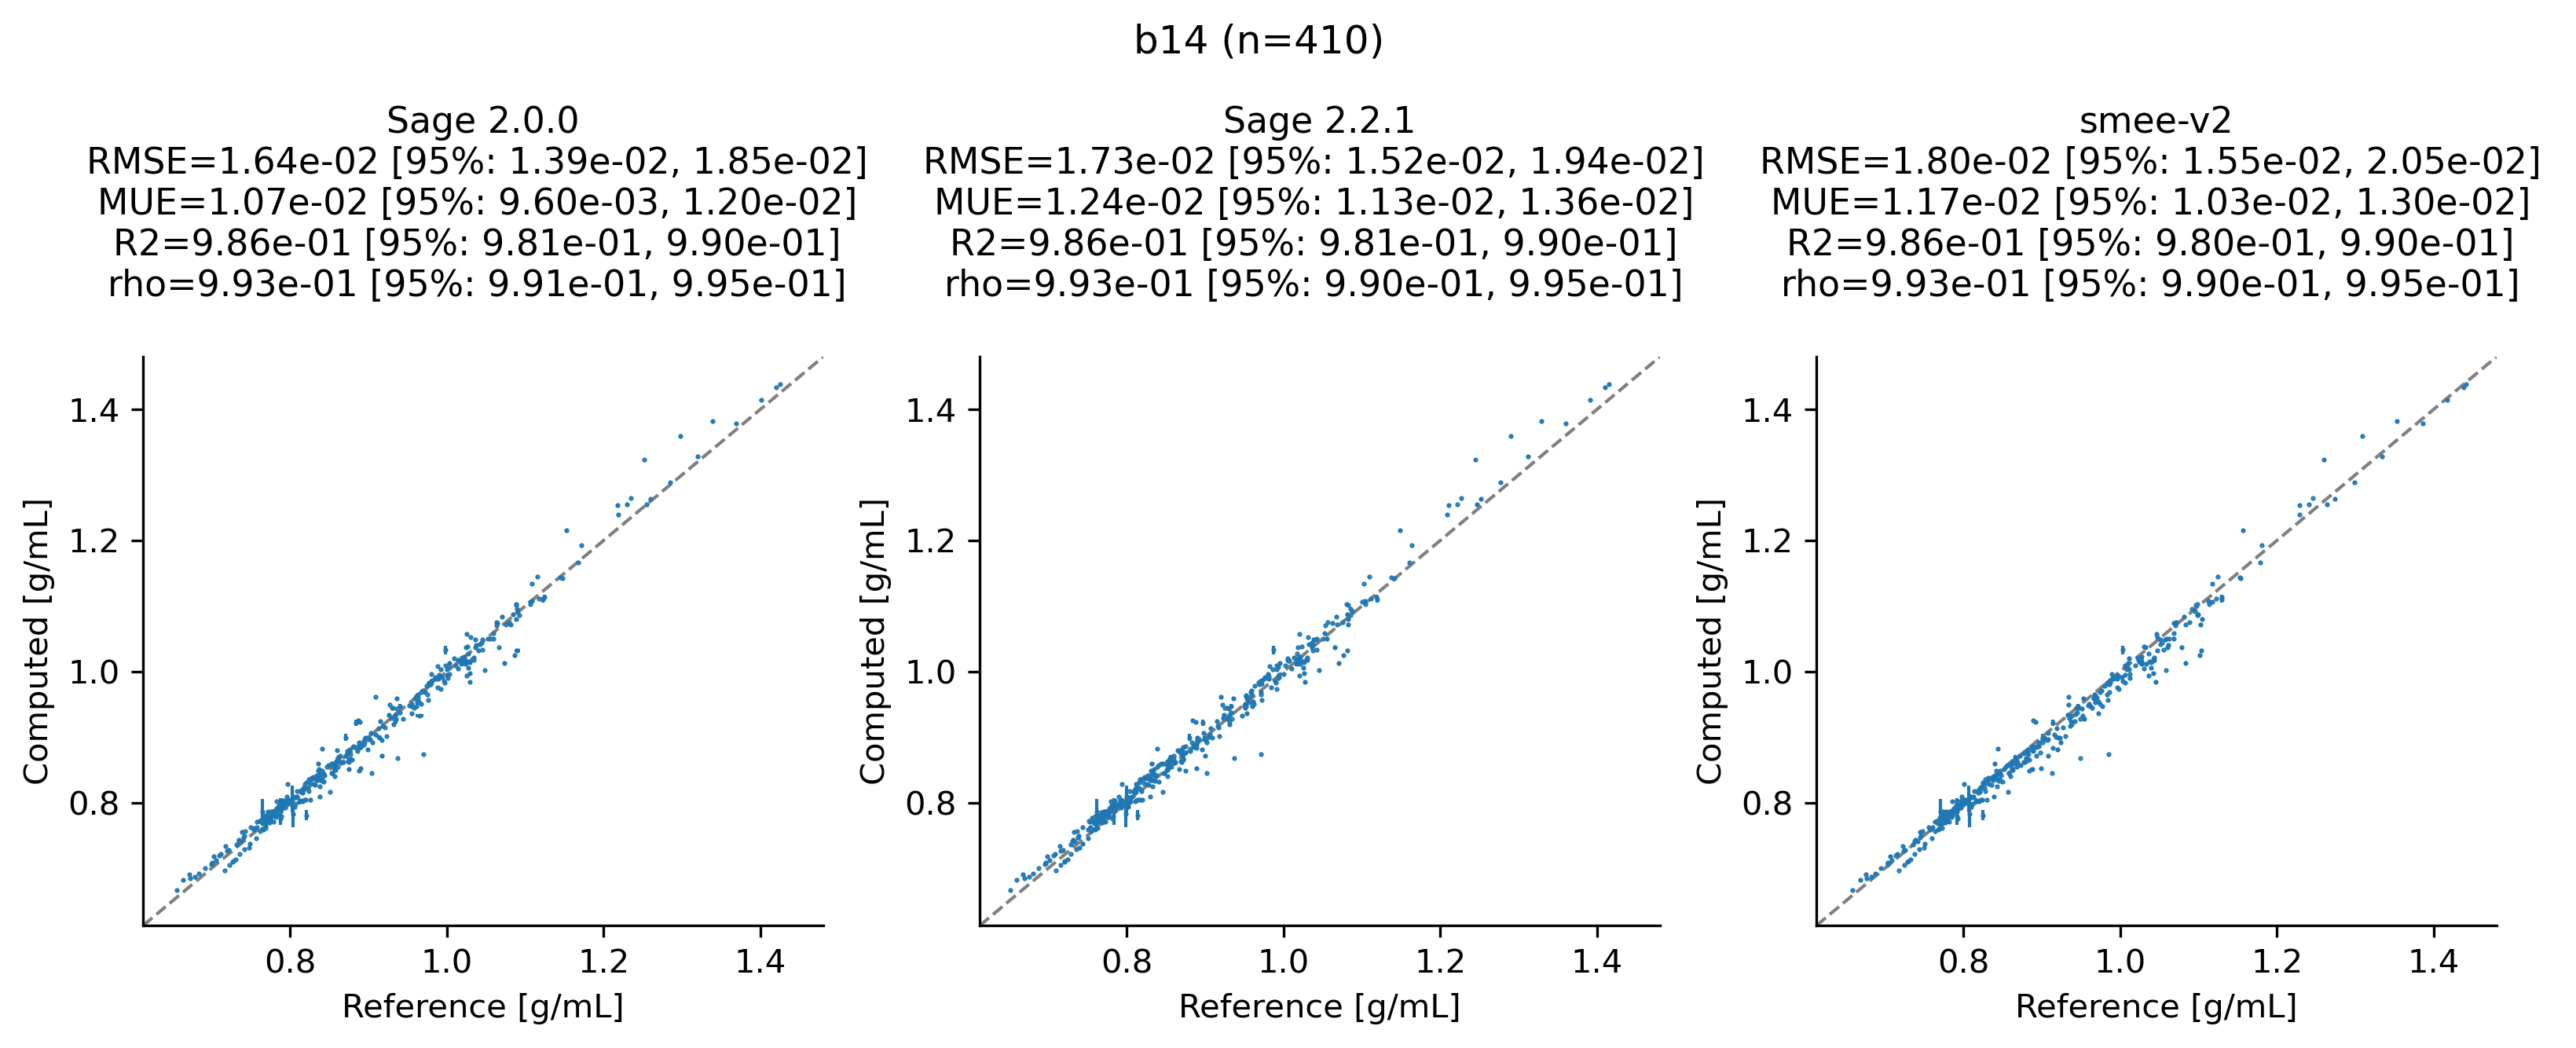 b14 (n=410)
Sage 2.0.0
RMSE=1.64e-02 [95%: 1.39e-02, 1.85e-02]
MUE=1.07e-02 [95%: 9.60e-03, 1.20e-02]
R2=9.86e-01 [95%: 9.81e-01, 9.90e-01]
rho=9.93e-01 [95%: 9.91e-01, 9.95e-01]
1.4
1.2
1.0
0.8
Computed [g/mL]
0.8 1.0 1.2 1.4
Reference [g/mL]
Sage 2.2.1
RMSE=1.73e-02 [95%: 1.52e-02, 1.94e-02]
MUE=1.24e-02 [95%: 1.13e-02, 1.36e-02]
R2=9.86e-01 [95%: 9.81e-01, 9.90e-01]
rho=9.93e-01 [95%: 9.90e-01, 9.95e-01]
1.4
1.2
1.0
0.8
Computed [g/mL]
0.8 1.0 1.2 1.4
Reference [g/mL]
smee-v2
RMSE=1.80e-02 [95%: 1.55e-02, 2.05e-02]
MUE=1.17e-02 [95%: 1.03e-02, 1.30e-02]
R2=9.86e-01 [95%: 9.80e-01, 9.90e-01]
rho=9.93e-01 [95%: 9.90e-01, 9.95e-01]
1.4
1.2
1.0
0.8
Computed [g/mL]
0.8 1.0 1.2 1.4
Reference [g/mL]